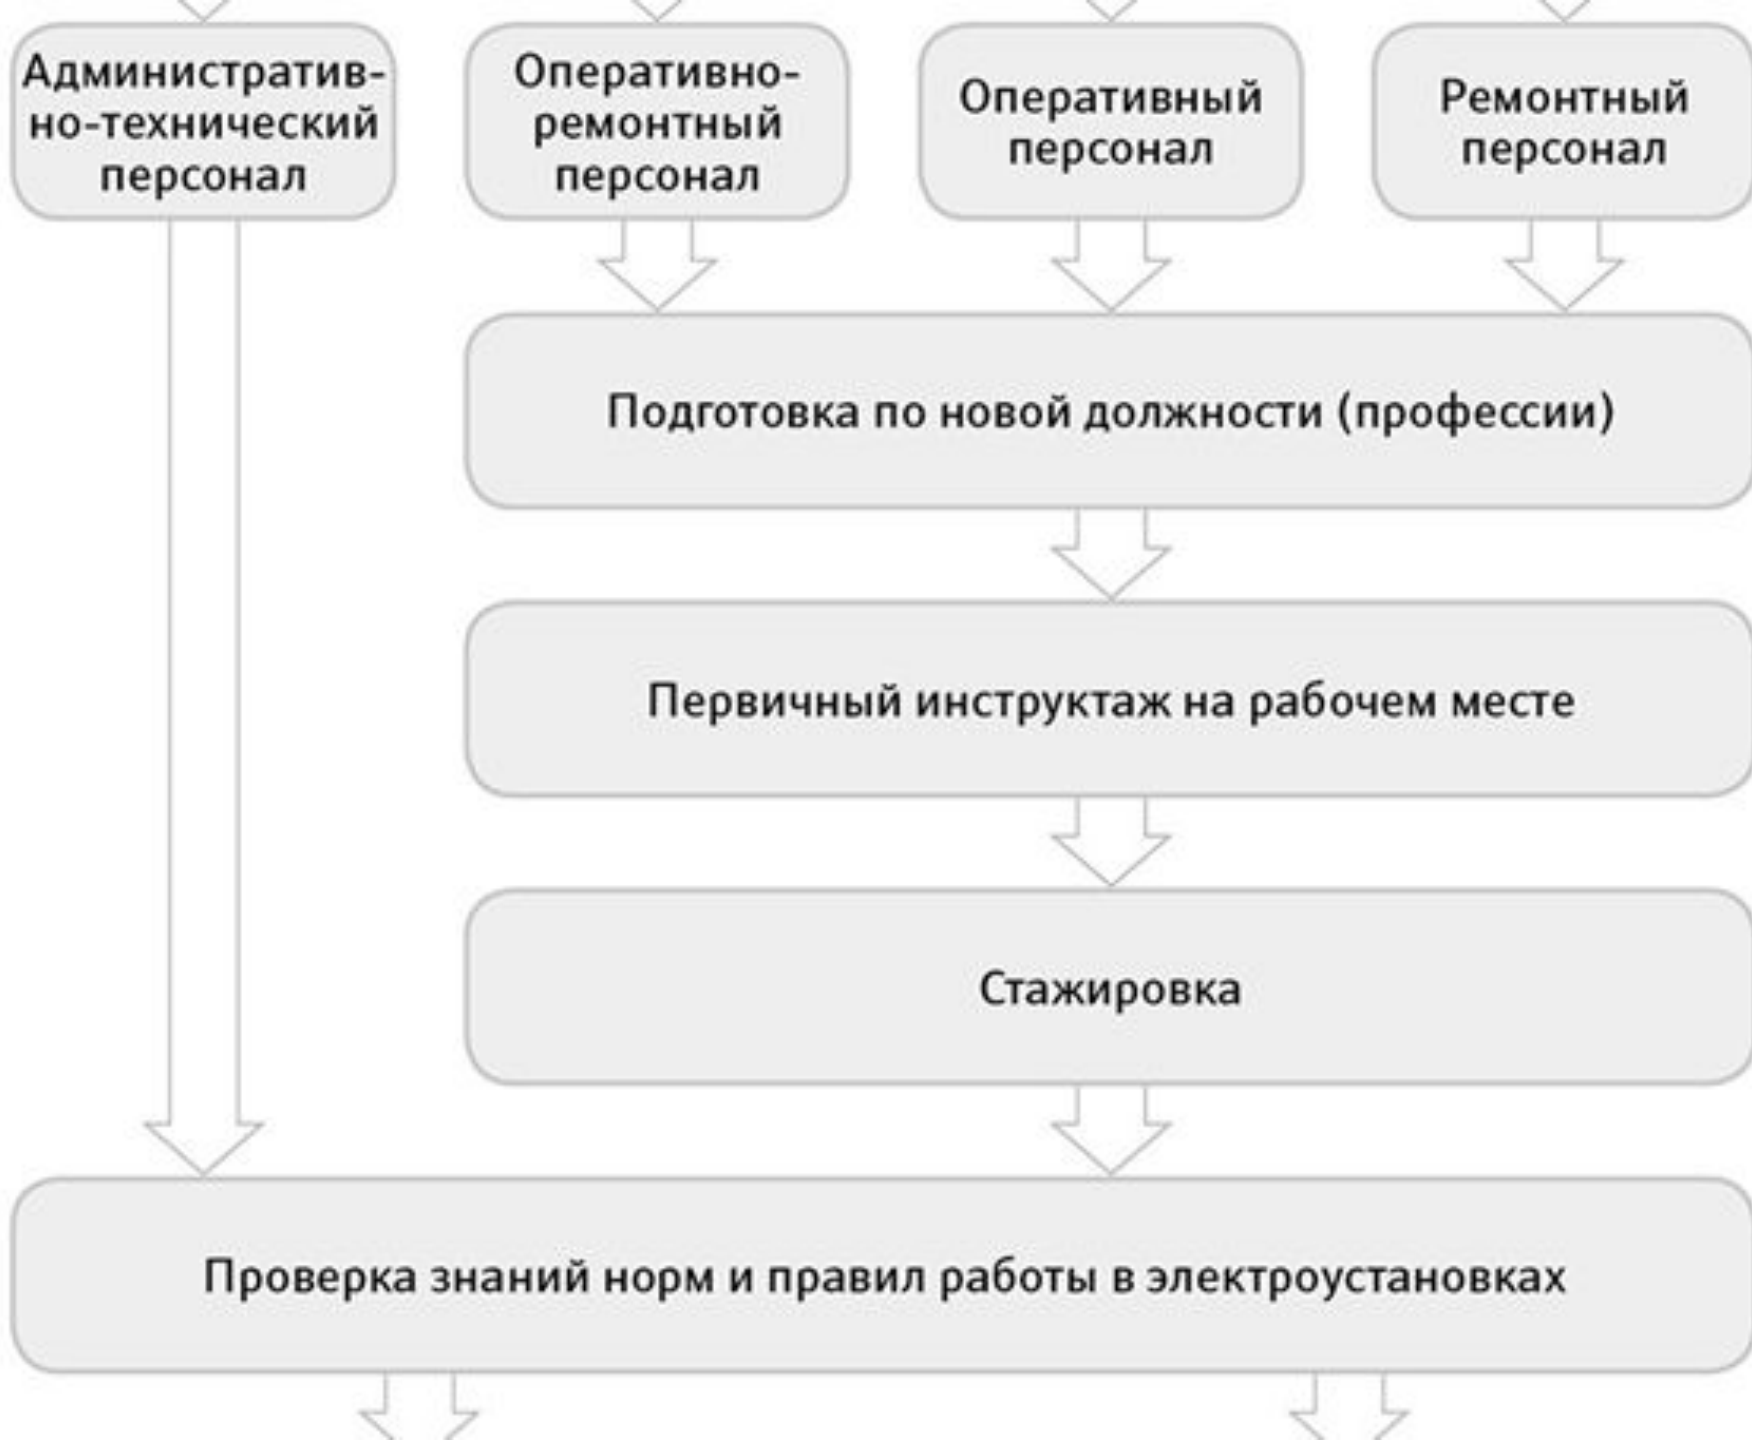 Административ-
но-технический
персонал
Оперативно-
ремонтный
персонал
Оперативный
персонал
Ремонтный
персонал
Подготовка по новой должности (профессии)
Первичный инструктаж на рабочем месте
Стажировка
Проверка знаний норм и правил работы в электроустановках